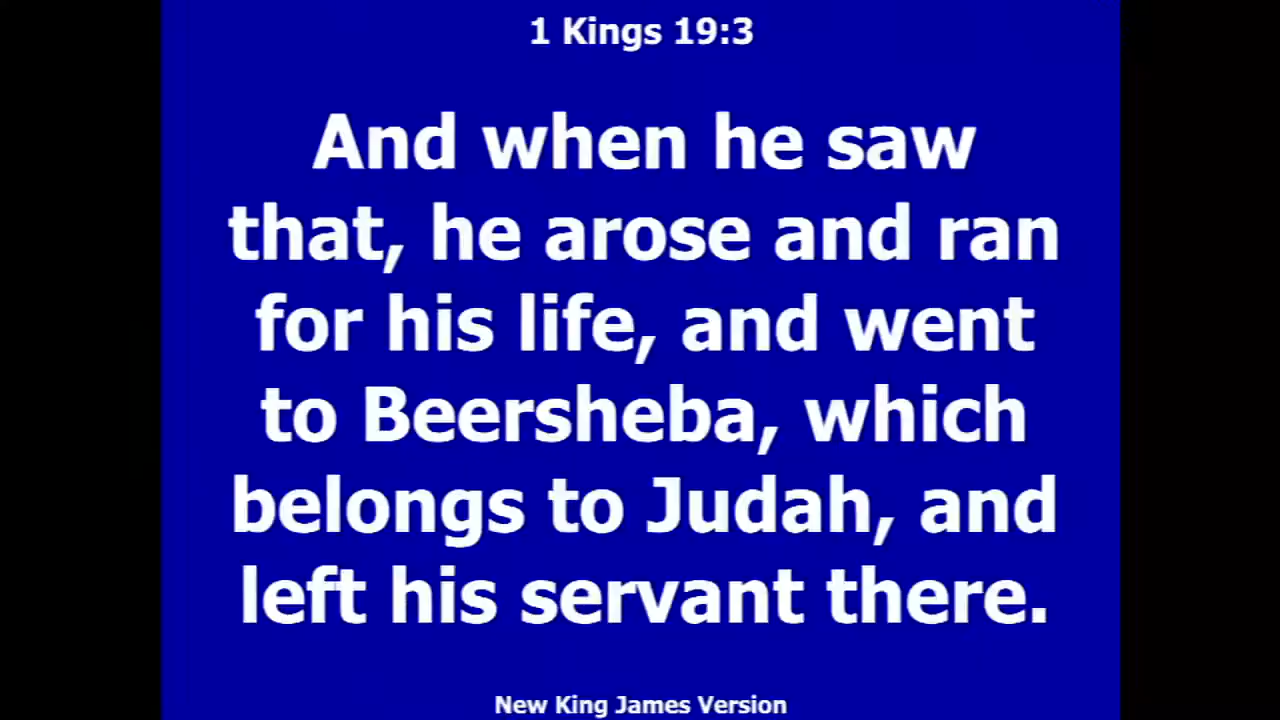 1 Kings 19:3
And when he saw
that, he arose and ran
for his life, and went
to Beersheba, which
belongs to Judah, and
left his servant there.
New King James Version